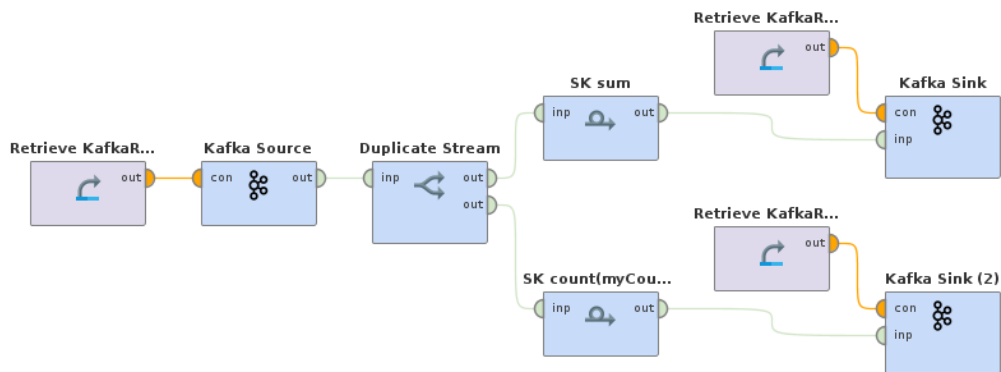 Retrieve KafkaR...
out
Kafka Sink
con
inp
SK sum
inp
out
Retrieve KafkaR...
out
Kafka Source
con
out
Duplicate Stream
inp
out
out
Retrieve KafkaR...
out
SK count(myCou...
inp
out
Kafka Sink (2)
con
inp